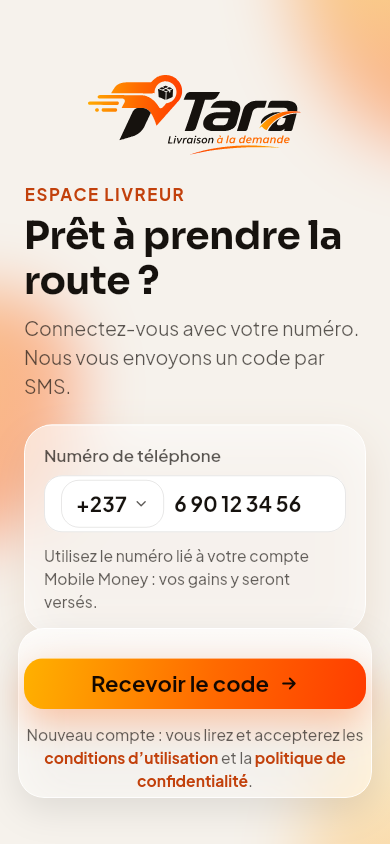 Tara
Livraison à la demande
ESPACE LIVREUR
Prêt à prendre la
route ?
Connectez-vous avec votre numéro.
Nous vous envoyons un code par
SMS.
Numéro de téléphone
+237 6 90 12 34 56
Utilisez le numéro lié à votre compte
Mobile Money : vos gains y seront
versés.
Recevoir le code →
Nouveau compte : vous lirez et accepterez les
conditions d’utilisation et la politique de
confidentialité.